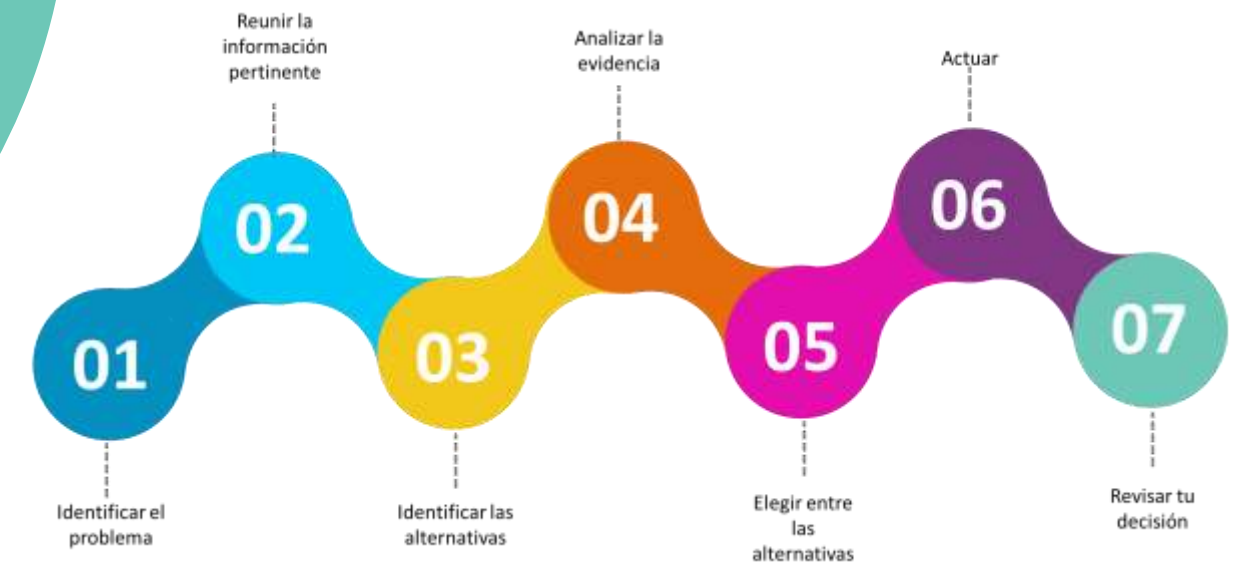 01
Identificar el
problema
02
Reunir la
información
pertinente
03
Identificar las
alternativas
04
Analizar la
evidencia
05
Elegir entre
las
alternativas
06
Actuar
07
Revisar tu
decisión